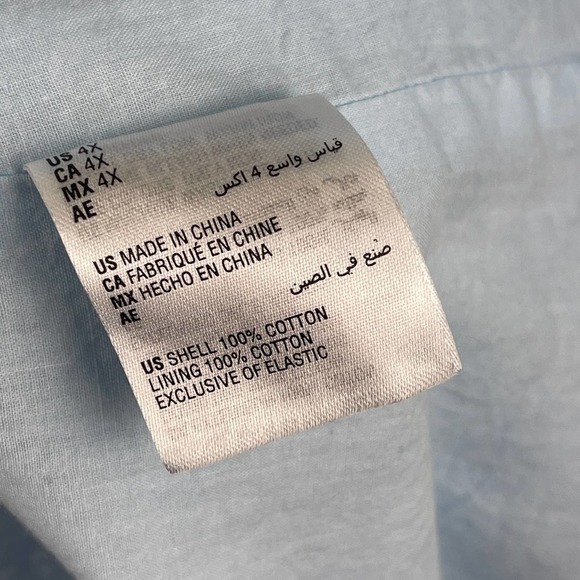 US 4X
CA 4X
MX 4X
AE قياس واسع 4 اكس
US MADE IN CHINA
CA FABRIQUÉ EN CHINE
MX HECHO EN CHINA
AE صنع في الصين
US SHELL 100% COTTON
LINING 100% COTTON
EXCLUSIVE OF ELASTIC